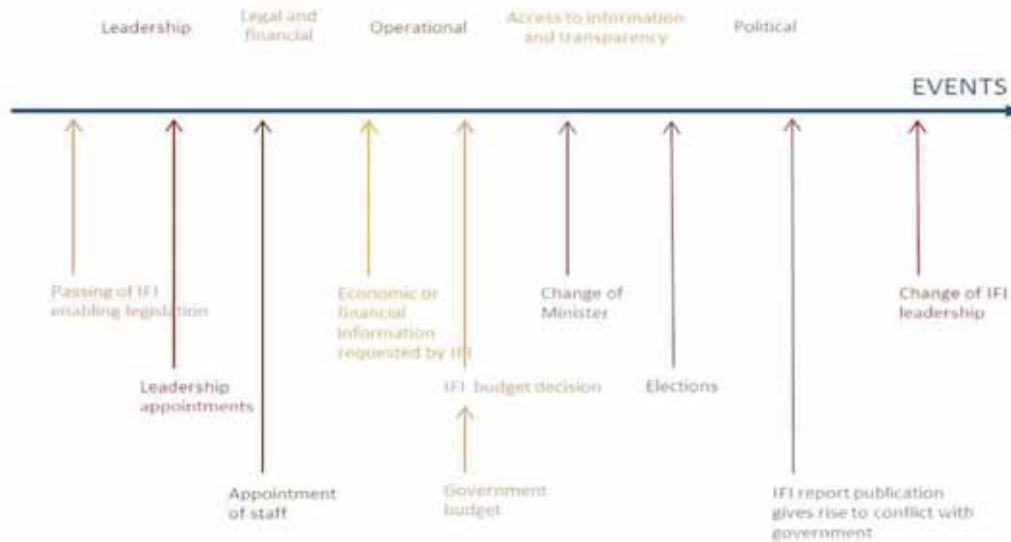 Leadership
Legal and
financial
Operational
Access to information
and transparency
Political
EVENTS
Passing of IFI
enabling legislation
Leadership
appointments
Appointment
of staff
Economic or
financial
information
requested by IFI
IFI budget decision
Government
budget
Change of
Minister
Elections
IFI report publication
gives rise to conflict with
government
Change of IFI
leadership